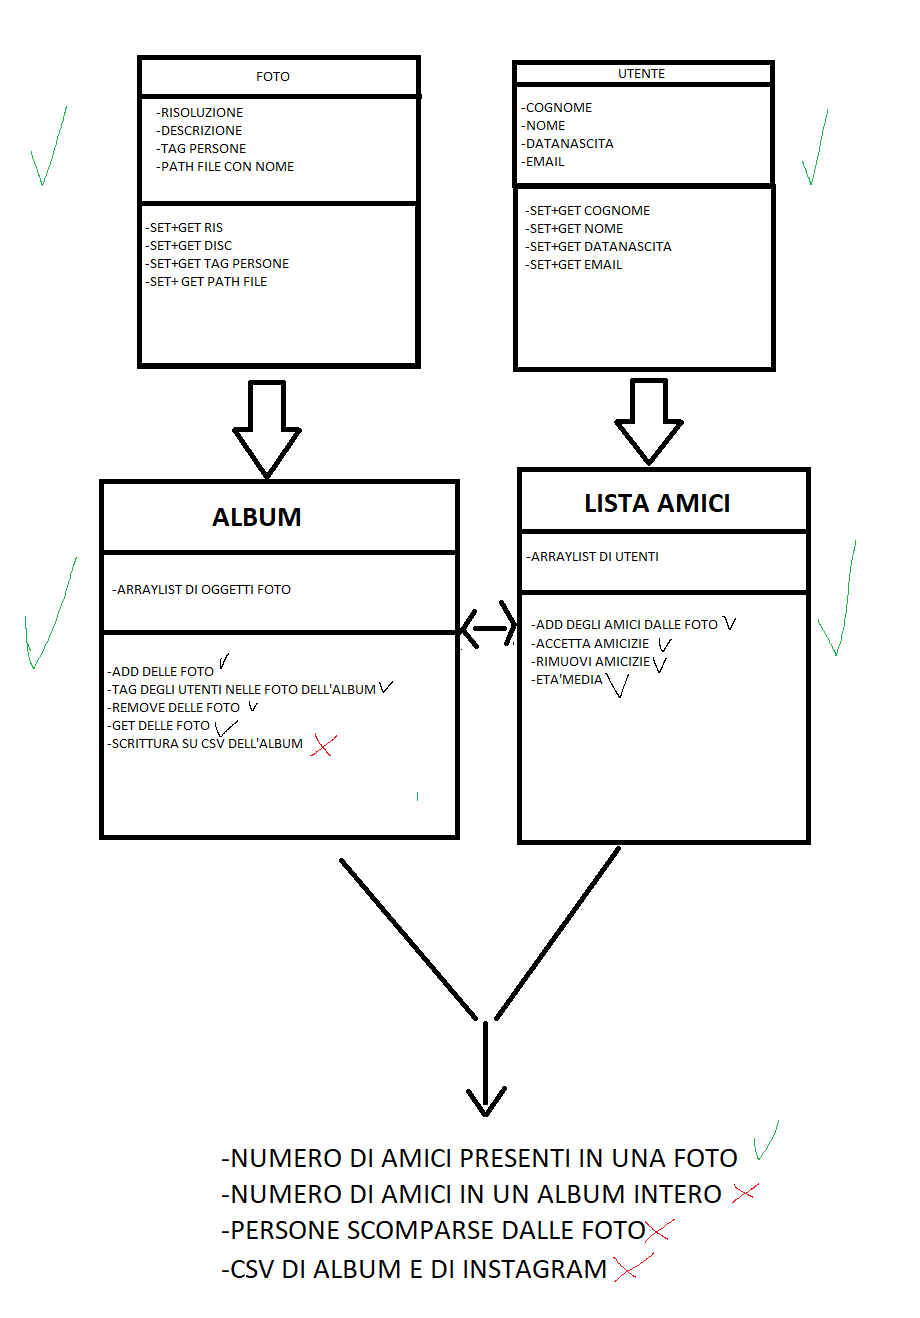 FOTO
-RISOLUZIONE
-DESCRIZIONE
-TAG PERSONE
-PATH FILE CON NOME
-SET+GET RIS
-SET+GET DISC
-SET+GET TAG PERSONE
-SET+ GET PATH FILE
UTENTE
-COGNOME
-NOME
-DATANASCITA
-EMAIL
-SET+GET COGNOME
-SET+GET NOME
-SET+GET DATANASCITA
-SET+GET EMAIL
ALBUM
-ARRAYLIST DI OGGETTI FOTO
-ADD DELLE FOTO
-TAG DEGLI UTENTI NELLE FOTO DELL'ALBUM
-REMOVE DELLE FOTO
-GET DELLE FOTO
-SCRITTURA SU CSV DELL'ALBUM
LISTA AMICI
-ARRAYLIST DI UTENTI
-ADD DEGLI AMICI DALLE FOTO
-ACCETTA AMICIZIE
-RIMUOVI AMICIZIE
-ETA'MEDIA
-NUMERO DI AMICI PRESENTI IN UNA FOTO
-NUMERO DI AMICI IN UN ALBUM INTERO
-PERSONE SCOMPARSE DALLE FOTO
-CSV DI ALBUM E DI INSTAGRAM